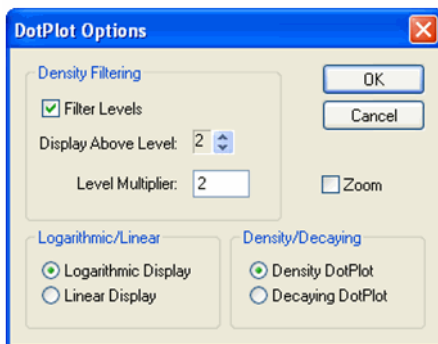 DotPlot Options
Density Filtering
Filter Levels
Display Above Level: 2
Level Multiplier: 2
OK
Cancel
Zoom
Logarithmic/Linear
Logarithmic Display
Linear Display
Density/Decaying
Density DotPlot
Decaying DotPlot